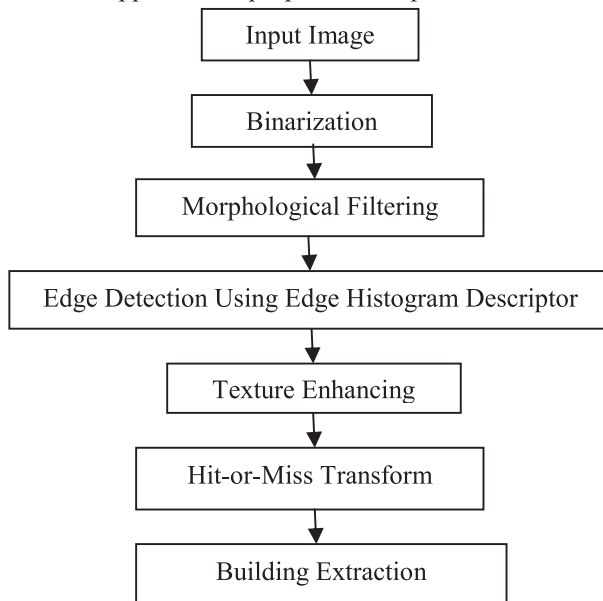 Input Image
Binarization
Morphological Filtering
Edge Detection Using Edge Histogram Descriptor
Texture Enhancing
Hit-or-Miss Transform
Building Extraction